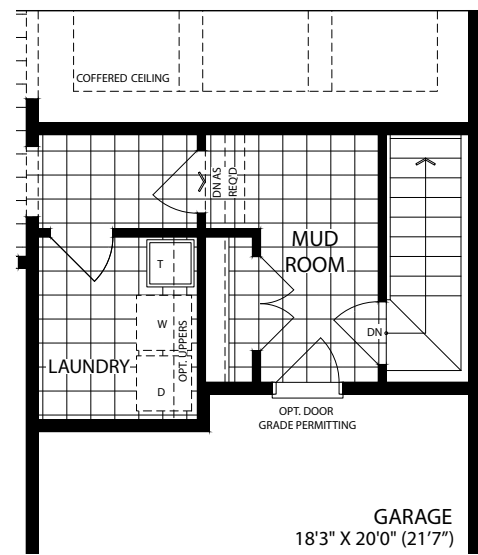 COFFERED CEILING
DN AS
REQ'D
MUD
ROOM
T
W
OPT. UPPERS
DN
LAUNDRY
D
OPT. DOOR
GRADE PERMITTING
GARAGE
18'3" X 20'0" (21'7")